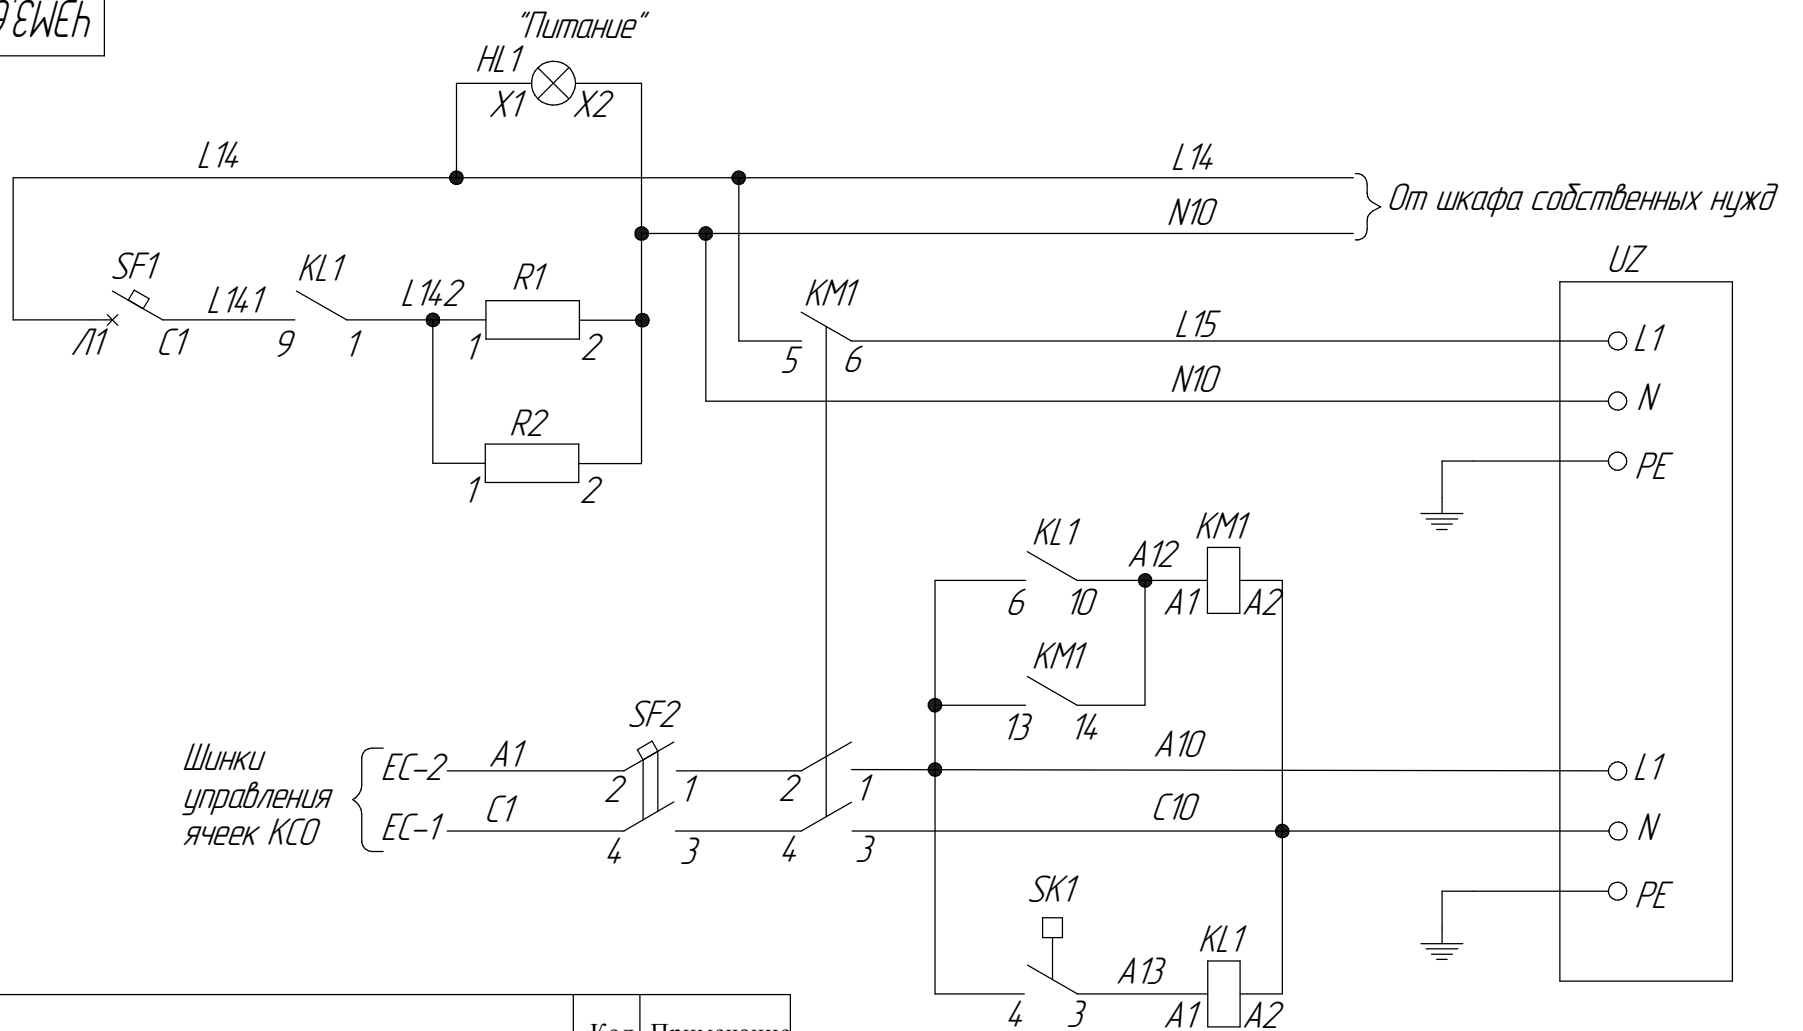 "Питание"
HL1
X1 X2
L14 L14
N10
От шкафа собственных нужд
UZ
SF1 KL1 L142 R1 KM1
L141 L15 L1
Л1 С1 9 1 1 2 5 6
N10 N
R2
1 2
PE
KL1 A12 KM1
6 10 A1 A2
KM1
13 14
Шинки управления ячеек КСО
SF2
EC-2 A1 2 1 2 1 A10 L1
EC-1 C1 4 3 4 3 C10 N
SK1 PE
KL1
A13
4 3 A1 A2
Кол Примечание